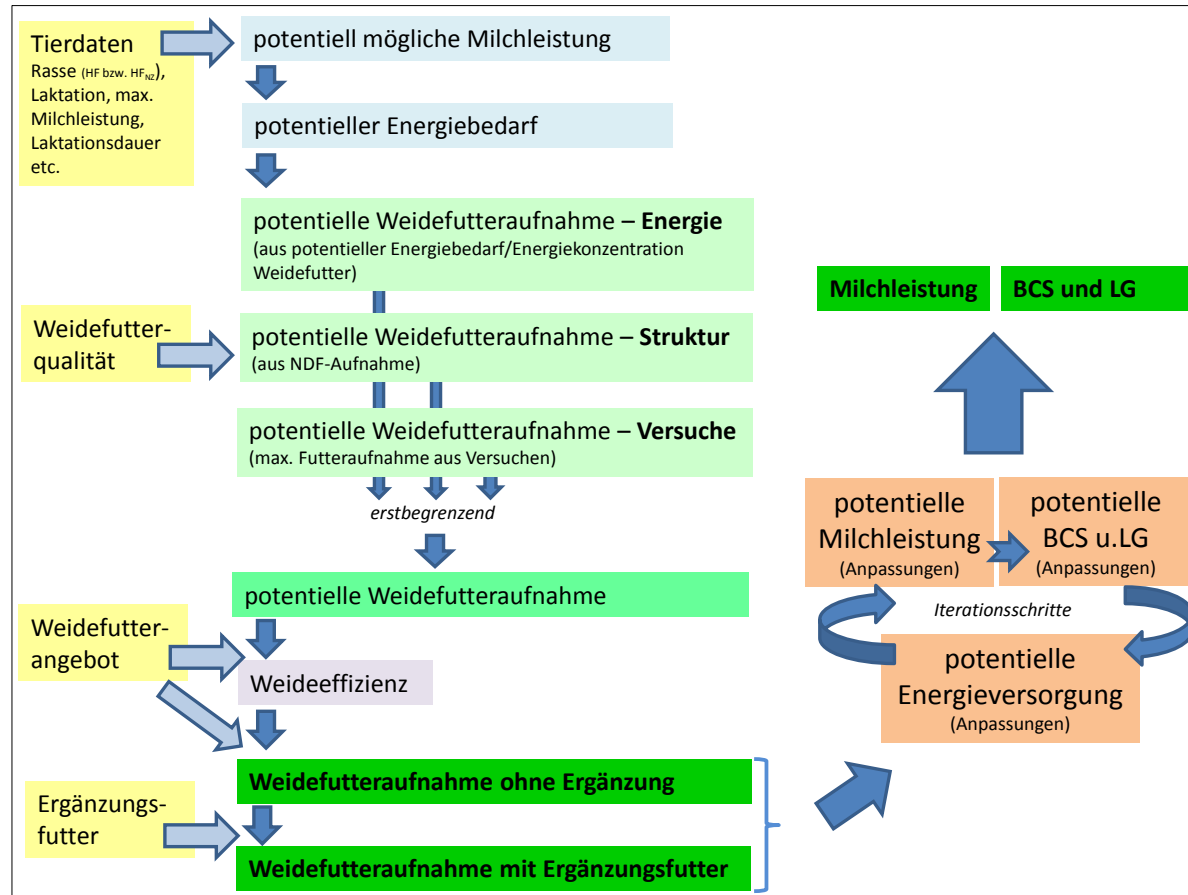 Tierdaten
Rasse (HF bzw. HF_NZ),
Laktation, max.
Milchleistung,
Laktationsdauer
etc.
potentiell mögliche Milchleistung
potentieller Energiebedarf
potentielle Weidefutteraufnahme – Energie
(aus potentieller Energiebedarf/Energiekonzentration
Weidefutter)
Weidefutter-
qualität
potentielle Weidefutteraufnahme – Struktur
(aus NDF-Aufnahme)
potentielle Weidefutteraufnahme – Versuche
(max. Futteraufnahme aus Versuchen)
erstbegrenzend
potentielle Weidefutteraufnahme
Weidefutter-
angebot
Weideeffizienz
Weidefutteraufnahme ohne Ergänzung
Ergänzungs-
futter
Weidefutteraufnahme mit Ergänzungsfutter
Milchleistung
BCS und LG
potentielle
Milchleistung
(Anpassungen)
potentielle
BCS u.LG
(Anpassungen)
Iterationsschritte
potentielle
Energieversorgung
(Anpassungen)